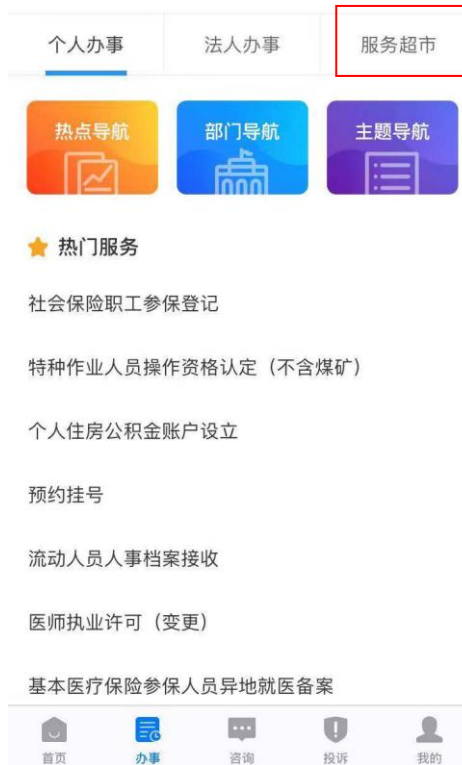 个人办事 法人办事 服务超市
热点导航 部门导航 主题导航
热门服务
社会保险职工参保登记
特种作业人员操作资格认定（不含煤矿）
个人住房公积金账户设立
预约挂号
流动人员人事档案接收
医师执业许可（变更）
基本医疗保险参保人员异地就医备案
首页 办事 咨询 投诉 我的